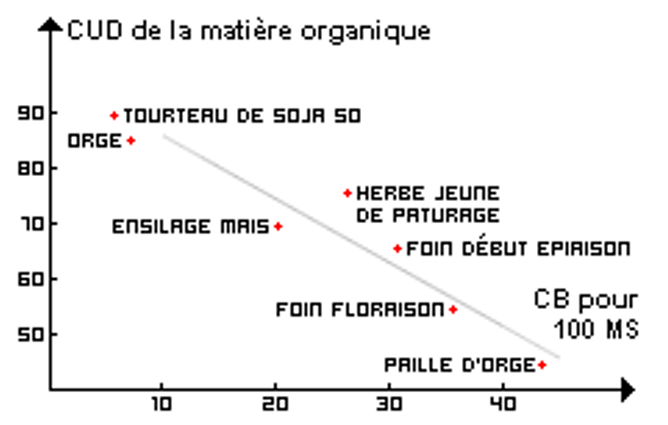 CUD de la matière organique
90
TOURTEAU DE SOJA 50
ORGE
80
HERBE JEUNE
DE PATURAGE
70
ENSILAGE MAIS
FOIN DÉBUT EPIAISON
60
CB pour
100 MS
FOIN FLORAISON
50
PAILLE D'ORGE
10 20 30 40